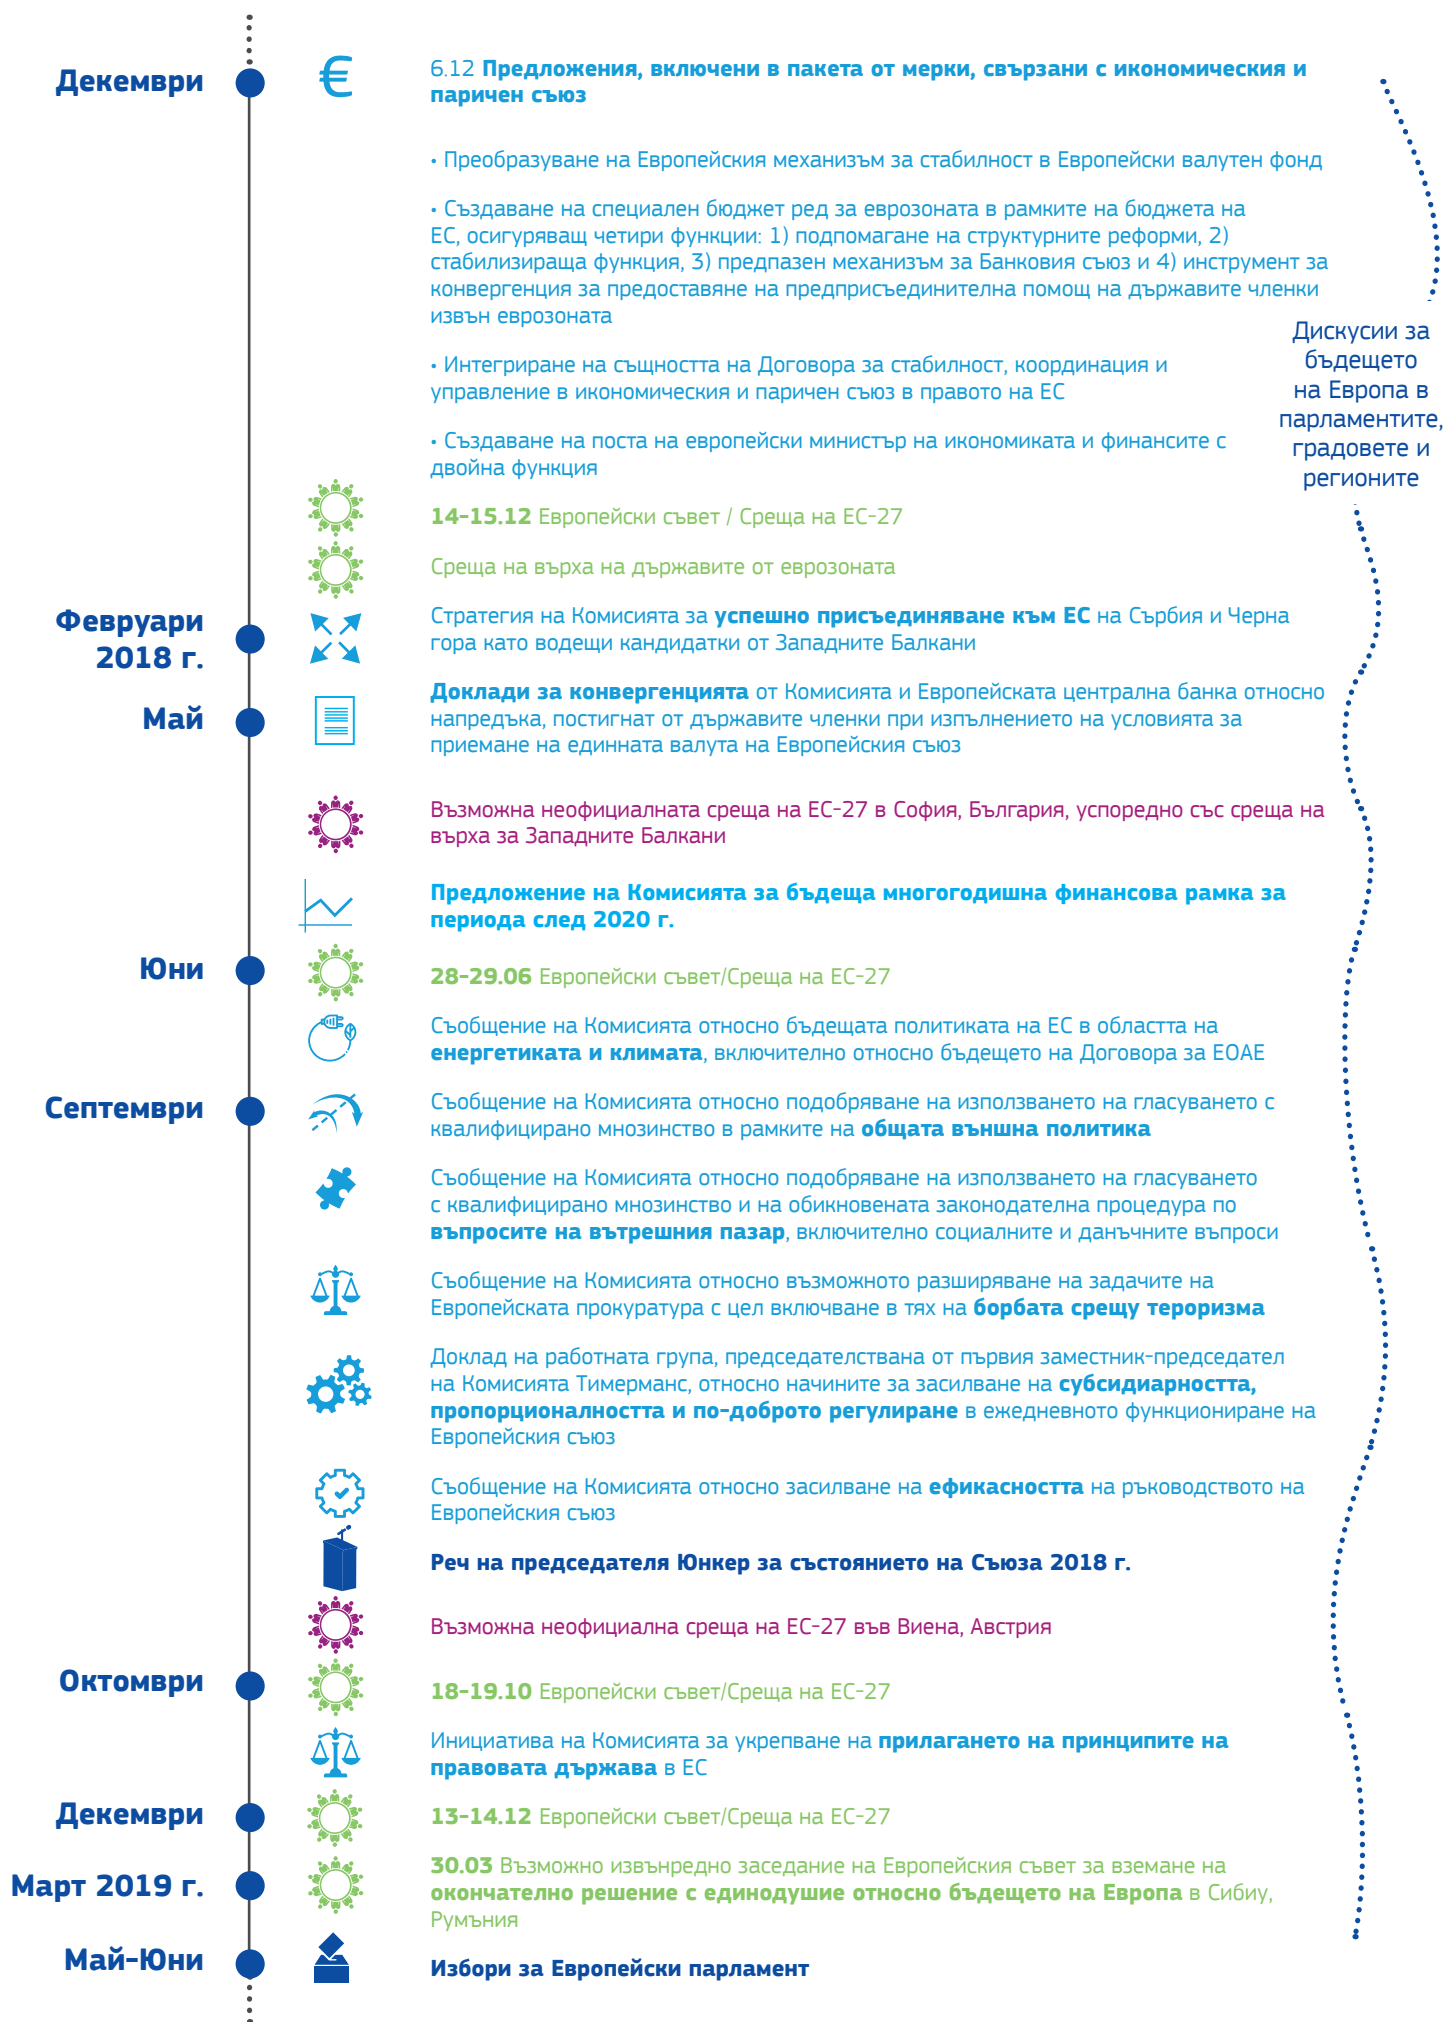 Декември
6.12 Предложения, включени в пакета от мерки, свързани с икономическия и
паричен съюз
• Преобразуване на Европейския механизъм за стабилност в Европейски валутен фонд
• Създаване на специален бюджет ред за еврозоната в рамките на бюджета на
ЕС, осигуряващ четири функции: 1) подпомагане на структурните реформи, 2)
стабилизираща функция, 3) предпазен механизъм за Банковия съюз и 4) инструмент за
конвергенция за предоставяне на предприсъединителна помощ на държавите членки
извън еврозоната
• Интегриране на същността на Договора за стабилност, координация и
управление в икономическия и паричен съюз в правото на ЕС
• Създаване на поста на европейски министър на икономиката и финансите с
двойна функция
Дискусии за
бъдещето
на Европа в
парламентите,
градовете и
регионите
14-15.12 Европейски съвет / Среща на ЕС-27
Среща на върха на държавите от еврозоната
Февруари
2018 г.
Стратегия на Комисията за успешно присъединяване към ЕС на Сърбия и Черна
гора като водещи кандидатки от Западните Балкани
Май
Доклади за конвергенцията от Комисията и Европейската централна банка относно
напредъка, постигнат от държавите членки при изпълнението на условията за
приемане на единната валута на Европейския съюз
Възможна неофициалната среща на ЕС-27 в София, България, успоредно със среща на
върха за Западните Балкани
Предложение на Комисията за бъдеща многогодишна финансова рамка за
периода след 2020 г.
Юни
28-29.06 Европейски съвет/Среща на ЕС-27
Съобщение на Комисията относно бъдещата политиката на ЕС в областта на
енергетиката и климата, включително относно бъдещето на Договора за ЕОАЕ
Септември
Съобщение на Комисията относно подобряване на използването на гласуването с
квалифицирано мнозинство в рамките на общата външна политика
Съобщение на Комисията относно подобряване на използването на гласуването
с квалифицирано мнозинство и на обикновената законодателна процедура по
въпросите на вътрешния пазар, включително социалните и данъчните въпроси
Съобщение на Комисията относно възможното разширяване на задачите на
Европейската прокуратура с цел включване в тях на борбата срещу тероризма
Доклад на работната група, председателствана от първия заместник-председател
на Комисията Тимерманс, относно начините за засилване на субсидиарността,
пропорционалността и по-доброто регулиране в ежедневното функциониране на
Европейския съюз
Съобщение на Комисията относно засилване на ефикасността на ръководството на
Европейския съюз
Реч на председателя Юнкер за състоянието на Съюза 2018 г.
Възможна неофициална среща на ЕС-27 във Виена, Австрия
Октомври
18-19.10 Европейски съвет/Среща на ЕС-27
Инициатива на Комисията за укрепване на прилагането на принципите на
правовата държава в ЕС
Декември
13-14.12 Европейски съвет/Среща на ЕС-27
Март 2019 г.
30.03 Възможно извънредно заседание на Европейския съвет за вземане на
окончателно решение с единодушие относно бъдещето на Европа в Сибиу,
Румъния
Май-Юни
Избори за Европейски парламент